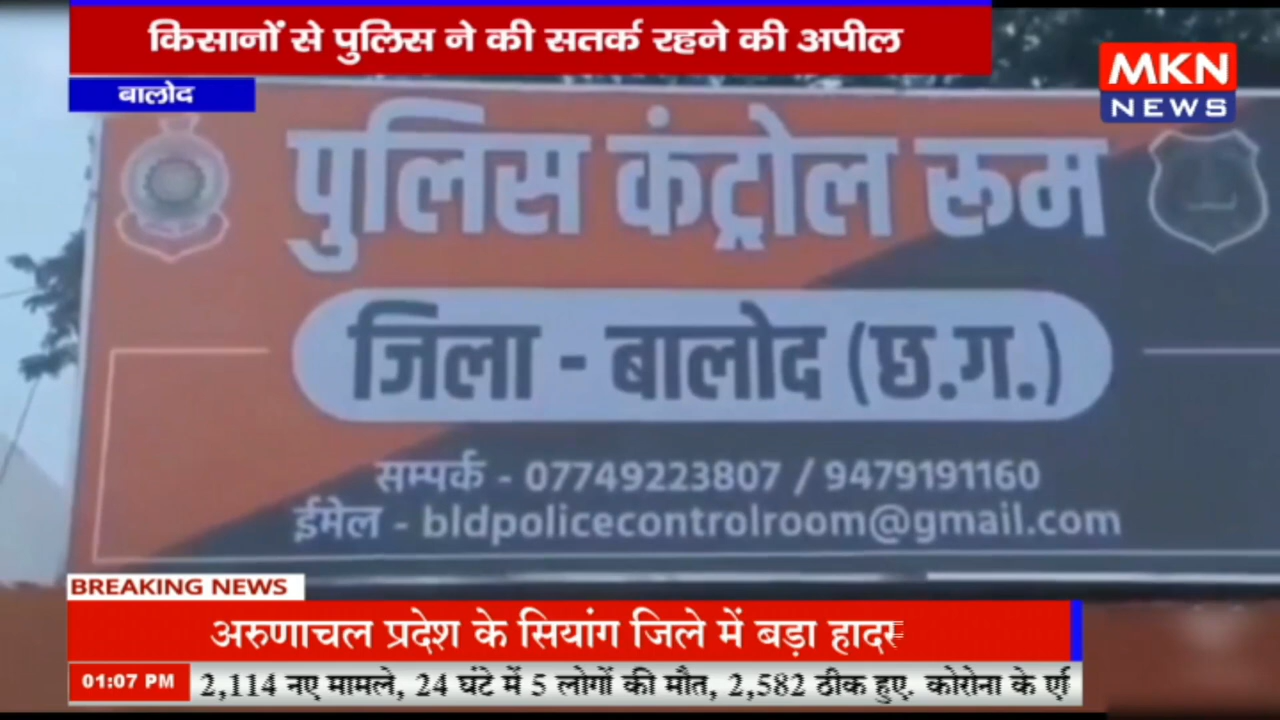 किसानों से पुलिस ने की सतर्क रहने की अपील
बालोद
MKN
NEWS
पुलिस कंट्रोल रूम
जिला - बालोद (छ.ग.)
सम्पर्क - 07749223807 / 9479191160
ईमेल - bldpolicecontrolroom@gmail.com
BREAKING NEWS
अरुणाचल प्रदेश के सियांग जिले में बड़ा
01:07 PM
2,114 नए मामले, 24 घंटे में 5 लोगों की मौत, 2,582 ठीक हुए. कोरोना के